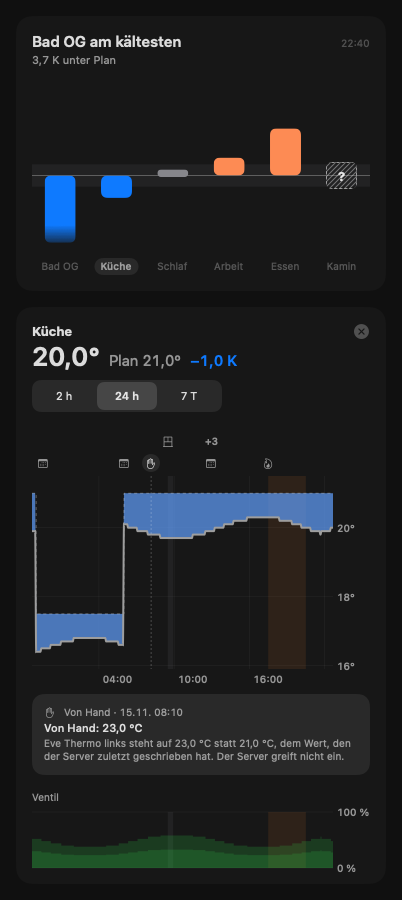 Bad OG am kältesten
22:40
3,7 K unter Plan
?
Bad OG
Küche
Schlaf
Arbeit
Essen
Kamin
Küche
20,0° Plan 21,0° −1,0 K
2 h
24 h
7 T
+3
20°
18°
16°
04:00
10:00
16:00
Von Hand · 15.11. 08:10
Von Hand: 23,0 °C
Eve Thermo links steht auf 23,0 °C statt 21,0 °C, dem Wert, den
der Server zuletzt geschrieben hat. Der Server greift nicht ein.
Ventil
100 %
0 %